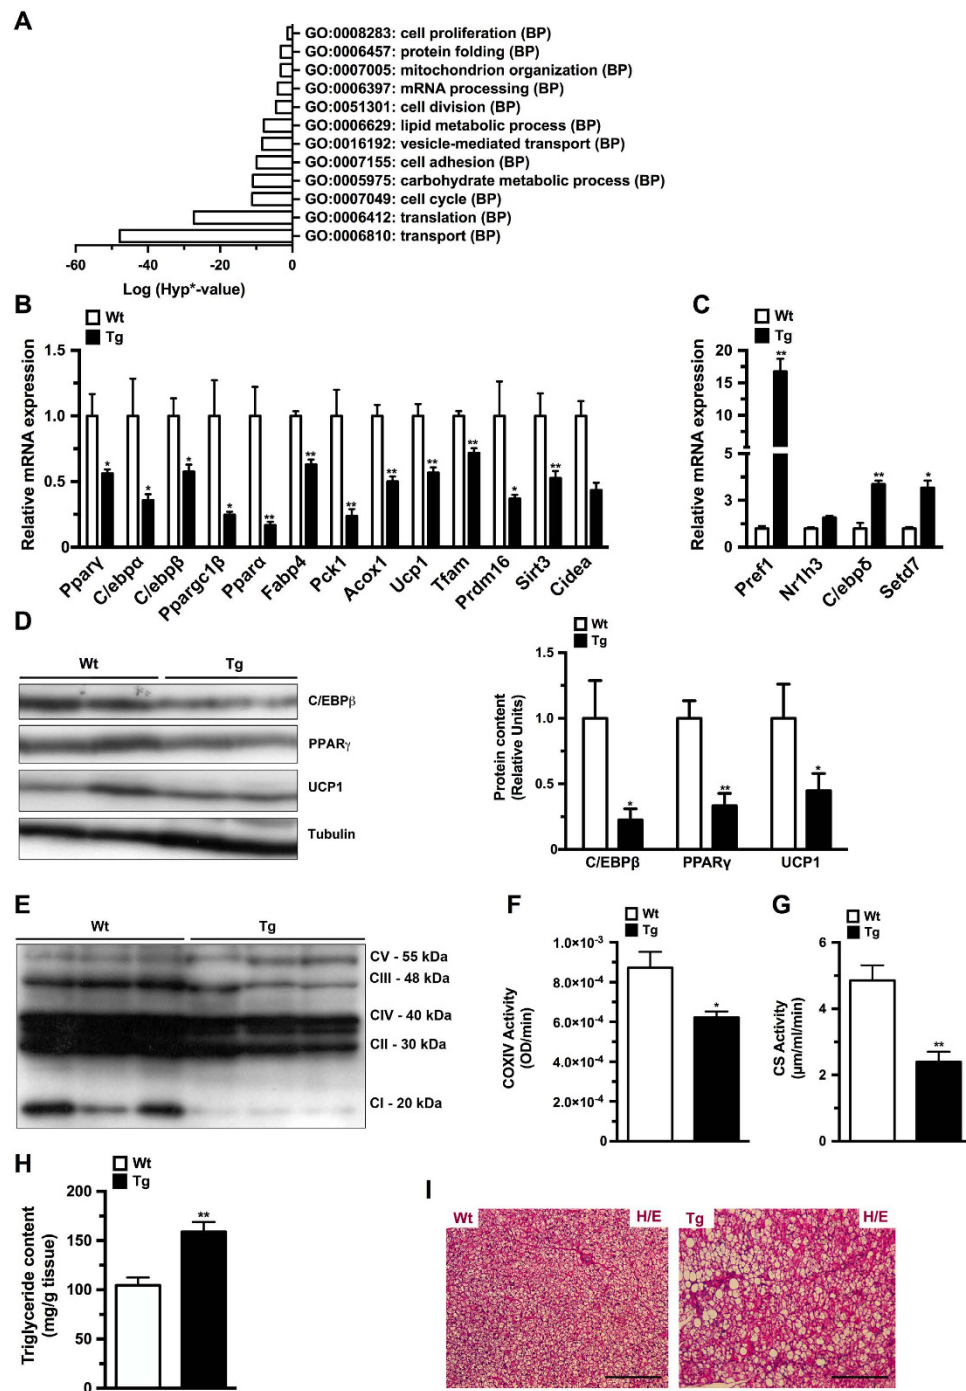 A
GO:0008283: cell proliferation (BP)
GO:0006457: protein folding (BP)
GO:0007005: mitochondrion organization (BP)
GO:0006397: mRNA processing (BP)
GO:0051301: cell division (BP)
GO:0006629: lipid metabolic process (BP)
GO:0016192: vesicle-mediated transport (BP)
GO:0007155: cell adhesion (BP)
GO:0005975: carbohydrate metabolic process (BP)
GO:0007049: cell cycle (BP)
GO:0006412: translation (BP)
GO:0006810: transport (BP)
-60 -40 -20 0
Log (Hyp*-value)
B
Wt
Tg
Relative mRNA expression
1.5
1.0
0.5
0
* * * * ** ** ** ** ** ** * **
Pparγ C/ebpα C/ebpβ Ppargc1β Pparα Fabp4 Pck1 Acox1 Ucp1 Tfam Prdm16 Sirt3 Cidea
C
Wt
Tg
Relative mRNA expression
20
15
10
5
3
0
** ** *
Pref1 Nr1h3 C/ebpδ Setd7
D
Wt Tg
C/EBPβ
PPARγ
UCP1
Tubulin
Wt
Tg
Protein content
(Relative Units)
1.5
1.0
0.5
0
* ** *
C/EBPβ PPARγ UCP1
E
Wt Tg
CV - 55 kDa
CIII - 48 kDa
CIV - 40 kDa
CII - 30 kDa
CI - 20 kDa
F
Wt
Tg
COXIV Activity
(OD/min)
1.0×10⁻³
8.0×10⁻⁴
6.0×10⁻⁴
4.0×10⁻⁴
2.0×10⁻⁴
0
*
G
Wt
Tg
CS Activity
(µm/ml/min)
6
4
2
0
**
H
Wt
Tg
Triglyceride content
(mg/g tissue)
200
150
100
50
0
**
I
Wt H/E
Tg H/E